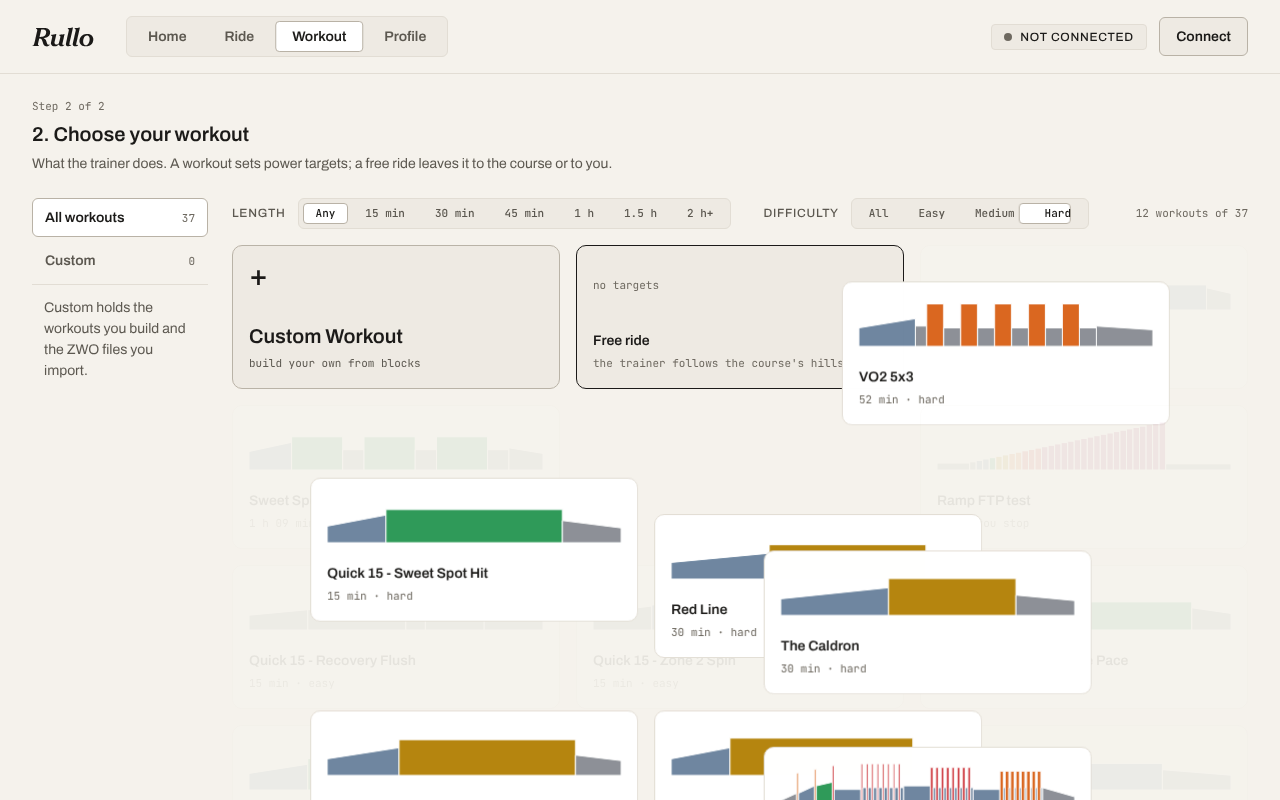 Rullo
Home
Ride
Workout
Profile
NOT CONNECTED
Connect
Step 2 of 2
2. Choose your workout
What the trainer does. A workout sets power targets; a free ride leaves it to the course or to you.
All workouts 37
Custom 0
Custom holds the
workouts you build and
the ZWO files you
import.
LENGTH
Any
15 min
30 min
45 min
1 h
1.5 h
2 h+
DIFFICULTY
All
Easy
Medium
Hard
12 workouts of 37
+
Custom Workout
build your own from blocks
no targets
Free ride
the trainer follows the course's hills
VO2 5x3
52 min · hard
Sweet Sp
Ramp FTP test
Quick 15 - Sweet Spot Hit
15 min · hard
Red Line
30 min · hard
The Caldron
30 min · hard
Quick 15 - Recovery Flush
15 min · easy
Quick 15 - Zone 2 Spin
15 min · easy
Pace